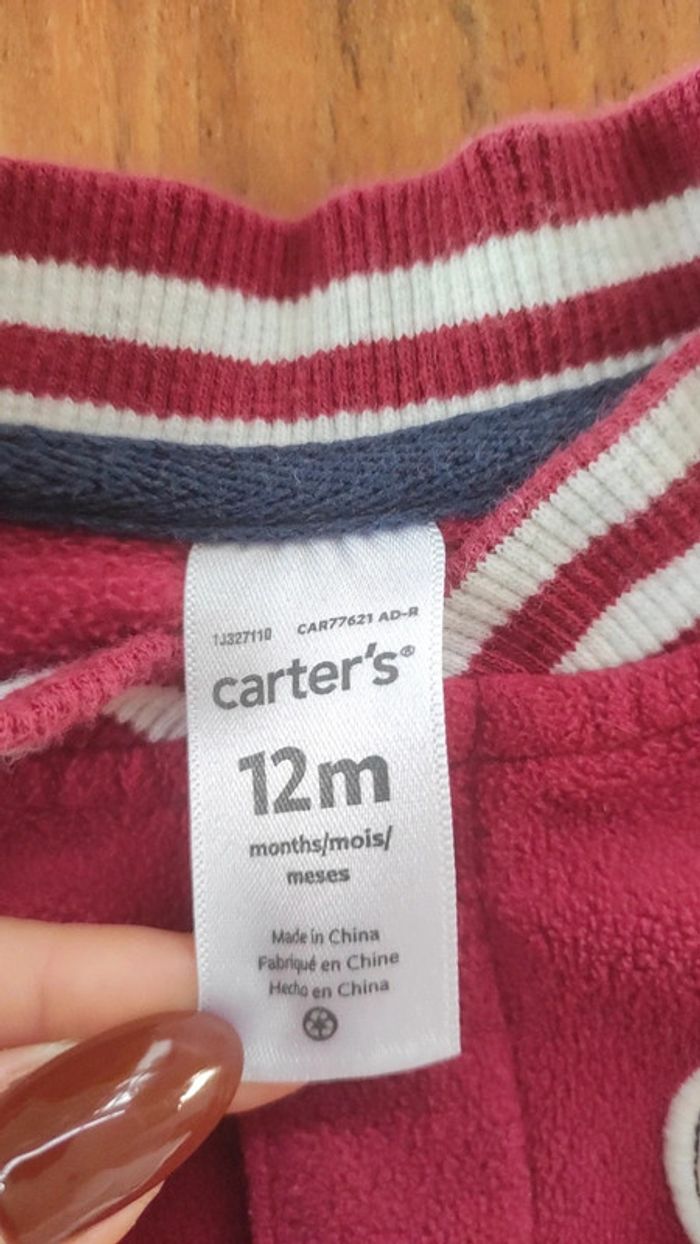 1J327110 CAR77621 AD-R
carter's®
12m
months/mois/
meses
Made in China
Fabriqué en Chine
Hecho en China